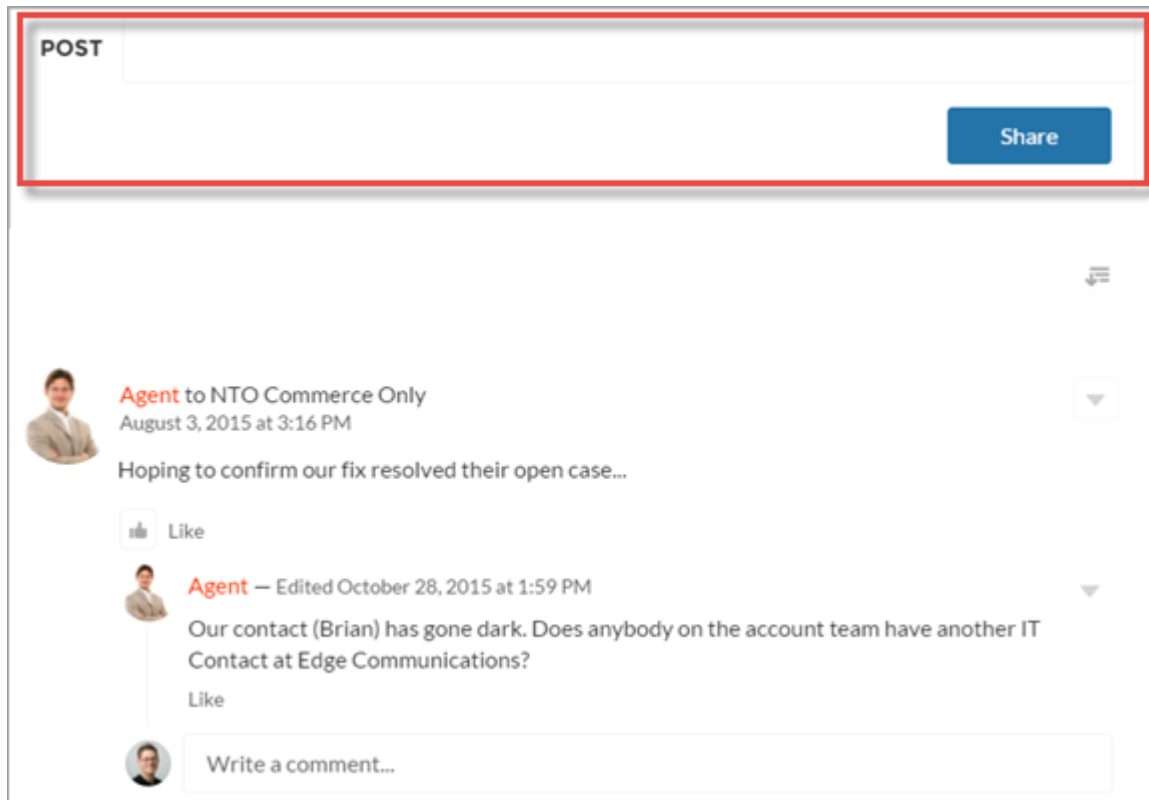 POST
Share
Agent to NTO Commerce Only
August 3, 2015 at 3:16 PM
Hoping to confirm our fix resolved their open case...
Like
Agent — Edited October 28, 2015 at 1:59 PM
Our contact (Brian) has gone dark. Does anybody on the account team have another IT
Contact at Edge Communications?
Like
Write a comment...